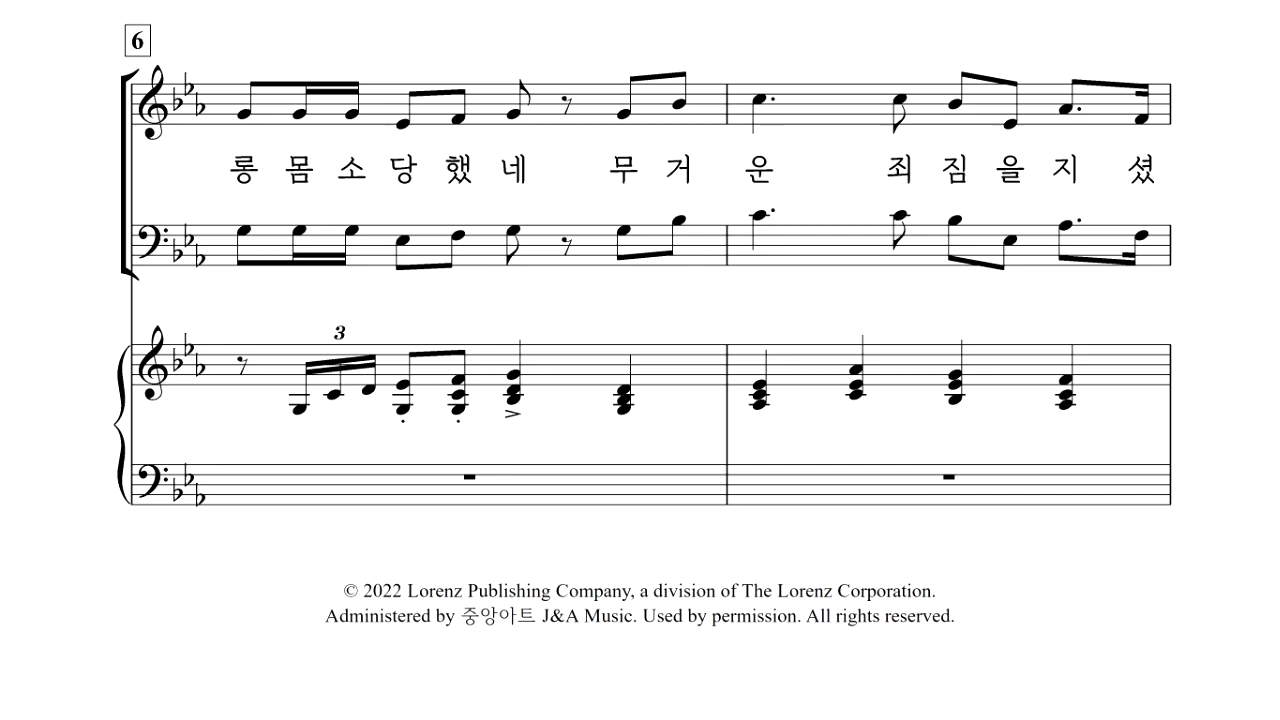 6
롱 몸 소 당 했 네 무 거 운 죄 짐 을 지 셨
3
© 2022 Lorenz Publishing Company, a division of The Lorenz Corporation.
Administered by 중앙아트 J&A Music. Used by permission. All rights reserved.